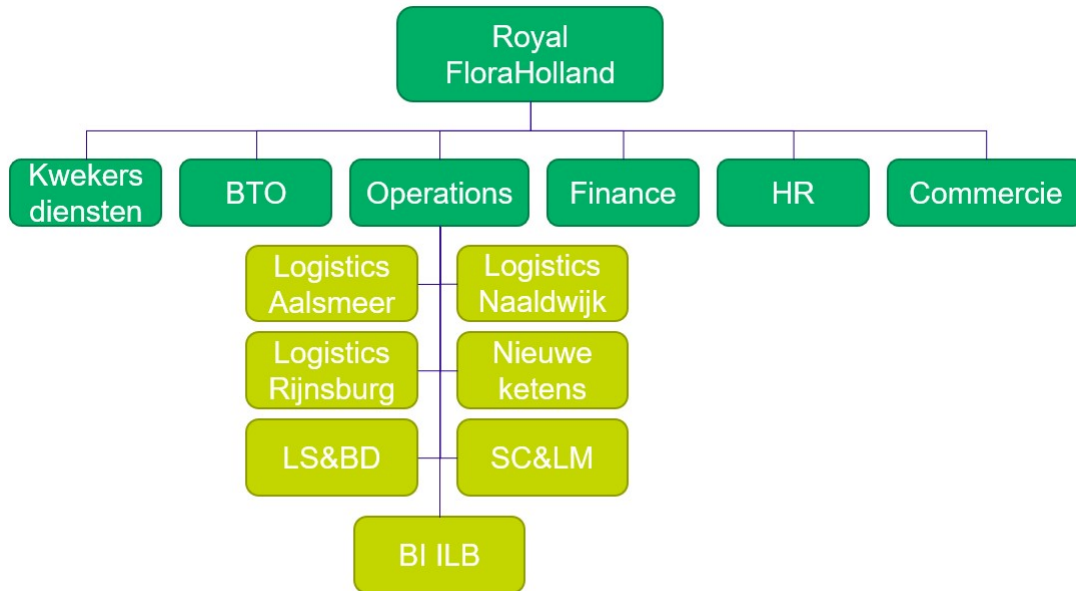 Royal
FloraHolland
Kwekers
diensten
BTO
Operations
Finance
HR
Commercie
Logistics
Aalsmeer
Logistics
Naaldwijk
Logistics
Rijnsburg
Nieuwe
ketens
LS&BD
SC&LM
BI ILB